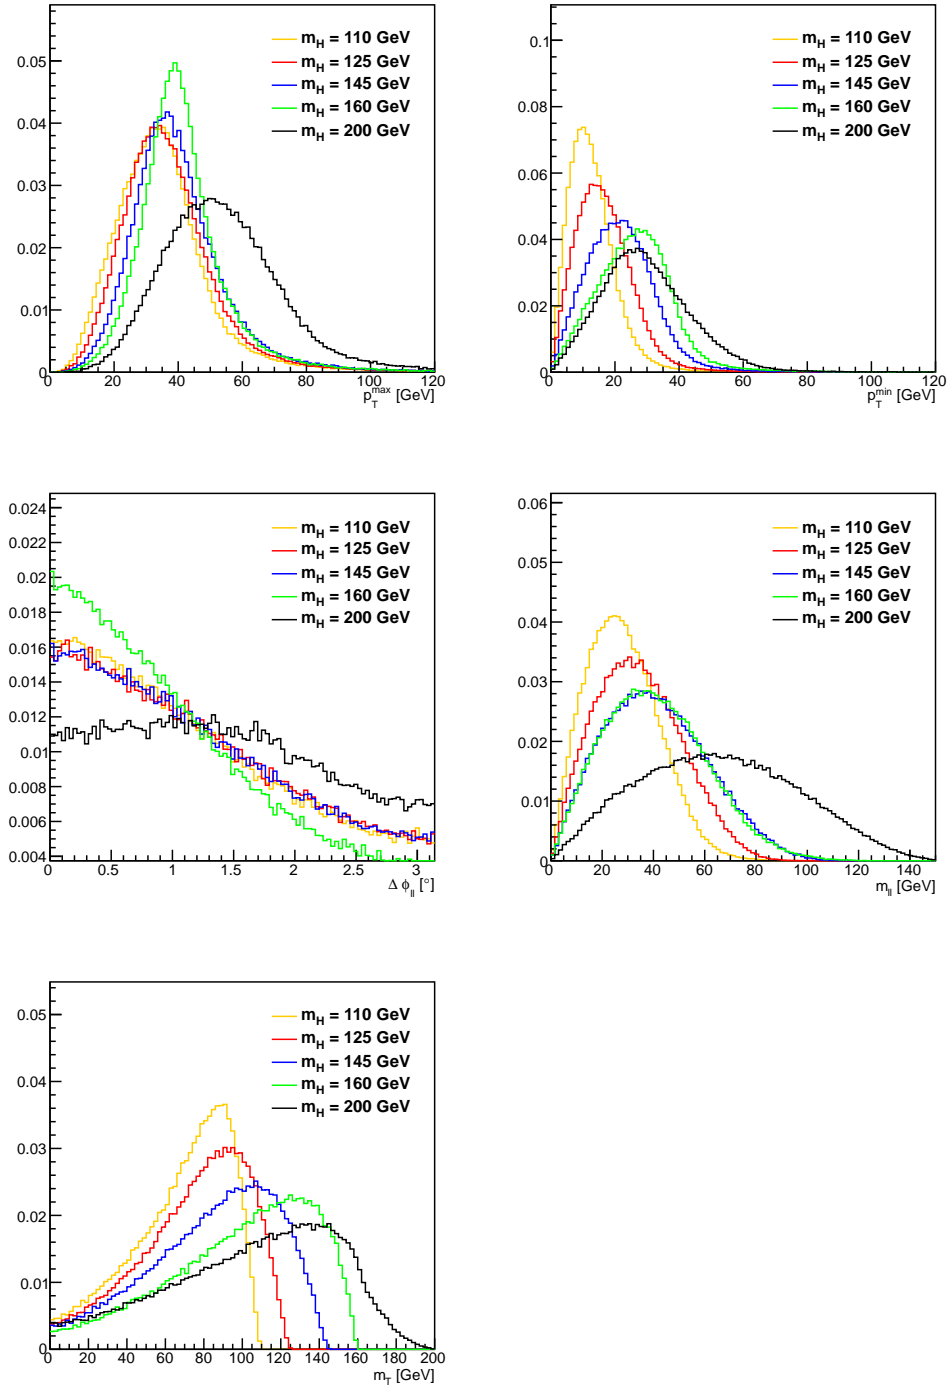 m_H = 110 GeV
m_H = 125 GeV
m_H = 145 GeV
m_H = 160 GeV
m_H = 200 GeV
0.05
0.04
0.03
0.02
0.01
0
0 20 40 60 80 100 120
p_T^max [GeV]
m_H = 110 GeV
m_H = 125 GeV
m_H = 145 GeV
m_H = 160 GeV
m_H = 200 GeV
0.1
0.08
0.06
0.04
0.02
0
0 20 40 60 80 100 120
p_T^min [GeV]
m_H = 110 GeV
m_H = 125 GeV
m_H = 145 GeV
m_H = 160 GeV
m_H = 200 GeV
0.024
0.022
0.02
0.018
0.016
0.014
0.012
0.01
0.008
0.006
0.004
0 0.5 1 1.5 2 2.5 3
Δ ϕ_ll [°]
m_H = 110 GeV
m_H = 125 GeV
m_H = 145 GeV
m_H = 160 GeV
m_H = 200 GeV
0.06
0.05
0.04
0.03
0.02
0.01
0
0 20 40 60 80 100 120 140
m_ll [GeV]
m_H = 110 GeV
m_H = 125 GeV
m_H = 145 GeV
m_H = 160 GeV
m_H = 200 GeV
0.05
0.04
0.03
0.02
0.01
0
0 20 40 60 80 100 120 140 160 180 200
m_T [GeV]